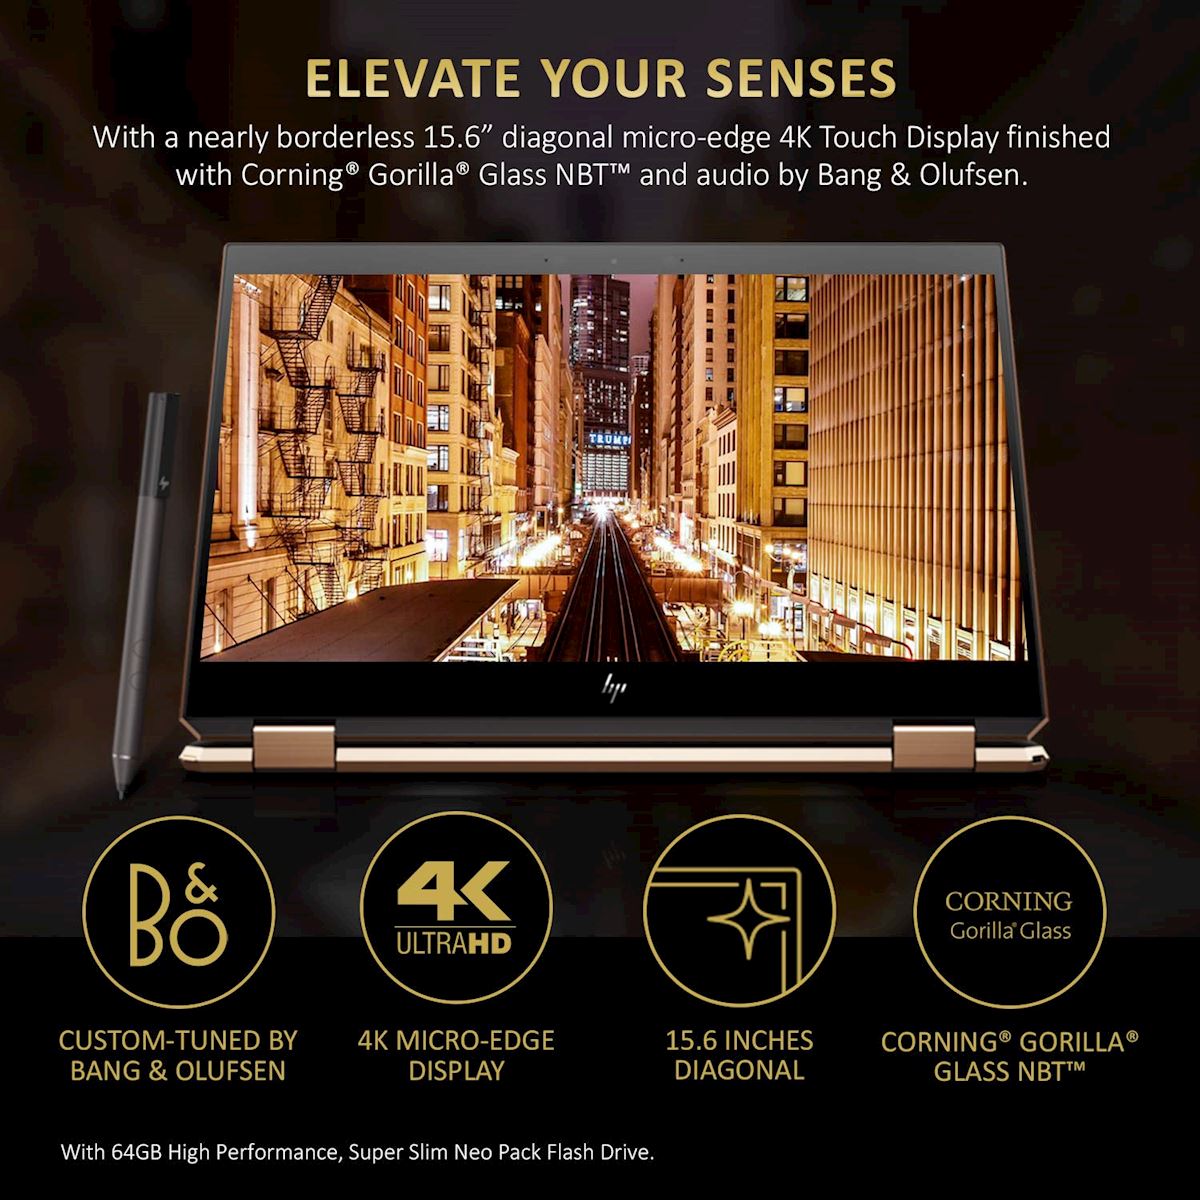 ELEVATE YOUR SENSES
With a nearly borderless 15.6” diagonal micro-edge 4K Touch Display finished
with Corning® Gorilla® Glass NBT™ and audio by Bang & Olufsen.
TRUMP
hp
B&O
4K
ULTRAHD
CORNING
Gorilla® Glass
CUSTOM-TUNED BY
BANG & OLUFSEN
4K MICRO-EDGE
DISPLAY
15.6 INCHES
DIAGONAL
CORNING® GORILLA®
GLASS NBT™
With 64GB High Performance, Super Slim Neo Pack Flash Drive.